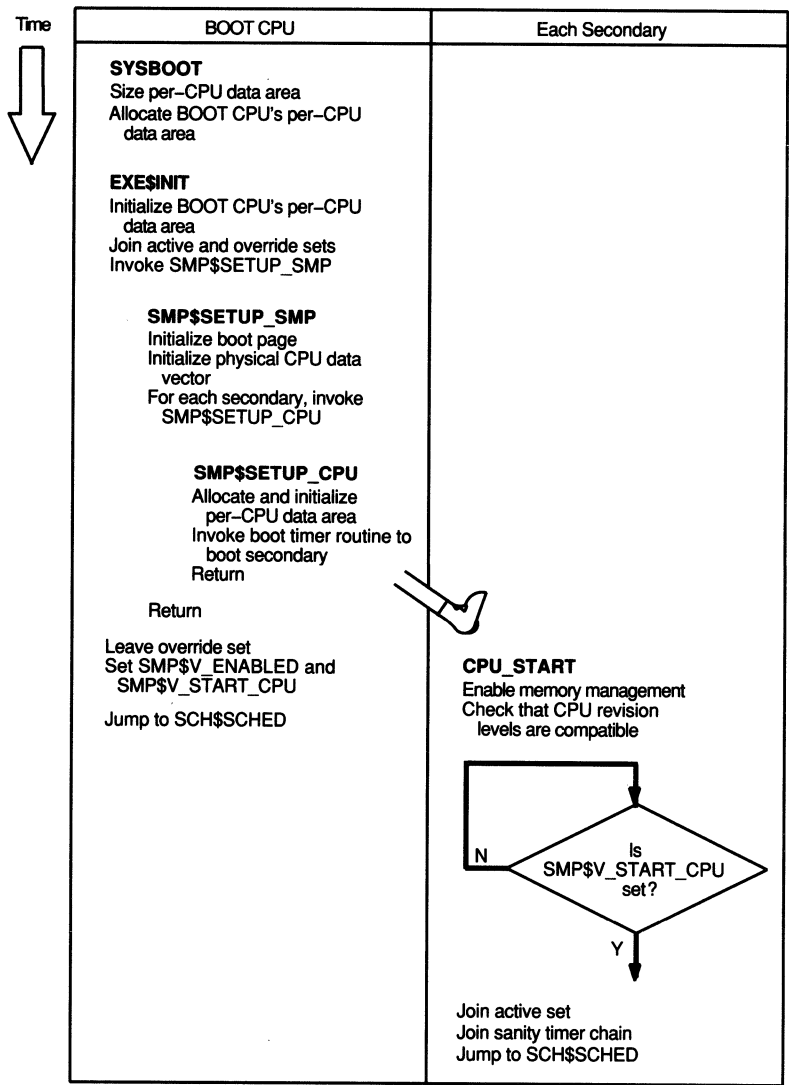 Time
BOOT CPU
Each Secondary
SYSBOOT
Size per–CPU data area
Allocate BOOT CPU's per–CPU
data area
EXE$INIT
Initialize BOOT CPU's per–CPU
data area
Join active and override sets
Invoke SMP$SETUP_SMP
SMP$SETUP_SMP
Initialize boot page
Initialize physical CPU data
vector
For each secondary, invoke
SMP$SETUP_CPU
SMP$SETUP_CPU
Allocate and initialize
per–CPU data area
Invoke boot timer routine to
boot secondary
Return
Return
Leave override set
Set SMP$V_ENABLED and
SMP$V_START_CPU
Jump to SCH$SCHED
CPU_START
Enable memory management
Check that CPU revision
levels are compatible
N
Is
SMP$V_START_CPU
set?
Y
Join active set
Join sanity timer chain
Jump to SCH$SCHED